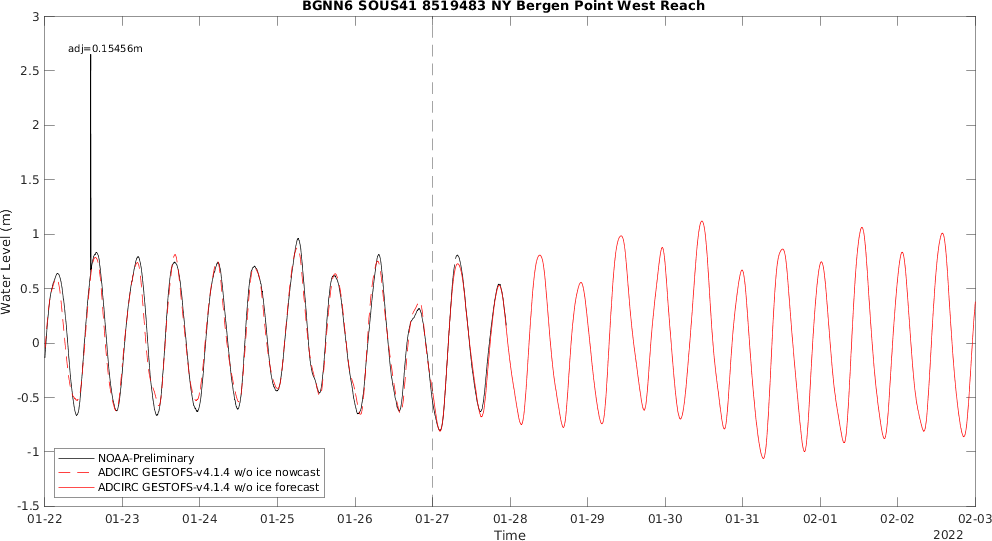 BGNN6 SOUS41 8519483 NY Bergen Point West Reach
3
2.5
2
1.5
1
0.5
0
-0.5
-1
-1.5
Water Level (m)
adj=0.15456m
NOAA-Preliminary
ADCIRC GESTOFS-v4.1.4 w/o ice nowcast
ADCIRC GESTOFS-v4.1.4 w/o ice forecast
01-22 01-23 01-24 01-25 01-26 01-27 01-28 01-29 01-30 01-31 02-01 02-02 02-03
Time
2022